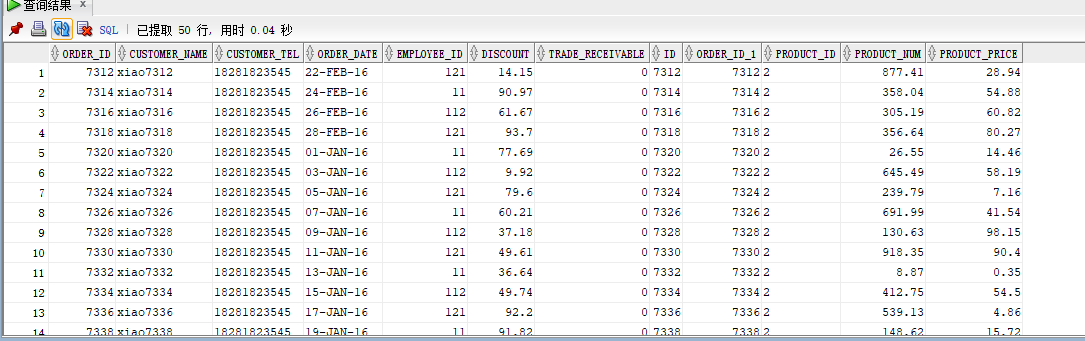 查询结果 ×
SQL | 已提取 50 行, 用时 0.04 秒
ORDER_ID CUSTOMER_NAME CUSTOMER_TEL ORDER_DATE EMPLOYEE_ID DISCOUNT TRADE_RECEIVABLE ID ORDER_ID_1 PRODUCT_ID PRODUCT_NUM PRODUCT_PRICE
1 7312 xiao7312 18281823545 22-FEB-16 121 14.15 0 7312 7312 2 877.41 28.94
2 7314 xiao7314 18281823545 24-FEB-16 11 90.97 0 7314 7314 2 358.04 54.88
3 7316 xiao7316 18281823545 26-FEB-16 112 61.67 0 7316 7316 2 305.19 60.82
4 7318 xiao7318 18281823545 28-FEB-16 121 93.7 0 7318 7318 2 356.64 80.27
5 7320 xiao7320 18281823545 01-JAN-16 11 77.69 0 7320 7320 2 26.55 14.46
6 7322 xiao7322 18281823545 03-JAN-16 112 9.92 0 7322 7322 2 645.49 58.19
7 7324 xiao7324 18281823545 05-JAN-16 121 79.6 0 7324 7324 2 239.79 7.16
8 7326 xiao7326 18281823545 07-JAN-16 11 60.21 0 7326 7326 2 691.99 41.54
9 7328 xiao7328 18281823545 09-JAN-16 112 37.18 0 7328 7328 2 130.63 98.15
10 7330 xiao7330 18281823545 11-JAN-16 121 49.61 0 7330 7330 2 918.35 90.4
11 7332 xiao7332 18281823545 13-JAN-16 11 36.64 0 7332 7332 2 8.87 0.35
12 7334 xiao7334 18281823545 15-JAN-16 112 49.74 0 7334 7334 2 412.75 54.5
13 7336 xiao7336 18281823545 17-JAN-16 121 92.2 0 7336 7336 2 539.13 4.86
14 7338 xiao7338 18281823545 19-JAN-16 11 91.82 0 7338 7338 2 148.62 15.72